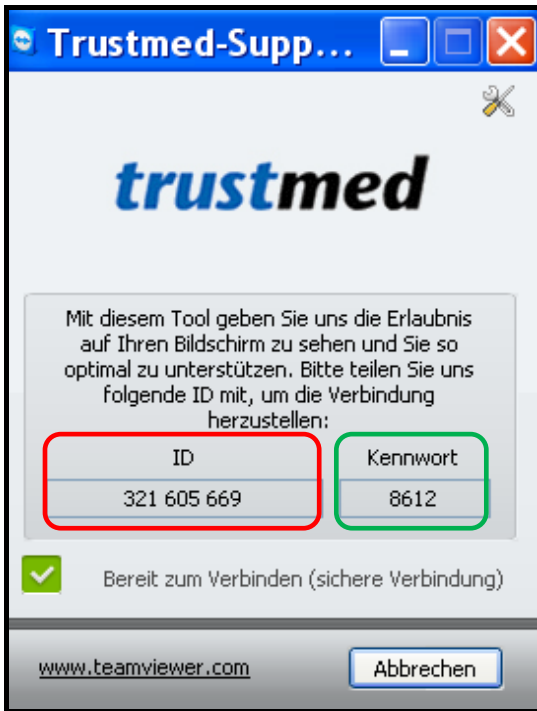 Trustmed-Supp...
trustmed
Mit diesem Tool geben Sie uns die Erlaubnis
auf Ihren Bildschirm zu sehen und Sie so
optimal zu unterstützen. Bitte teilen Sie uns
folgende ID mit, um die Verbindung
herzustellen:
ID Kennwort
321 605 669 8612
Bereit zum Verbinden (sichere Verbindung)
www.teamviewer.com Abbrechen